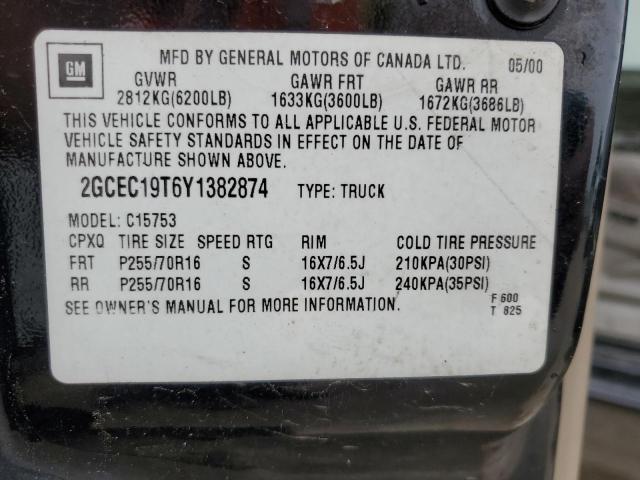 GM
MFD BY GENERAL MOTORS OF CANADA LTD. 05/00
GVWR GAWR FRT GAWR RR
2812KG(6200LB) 1633KG(3600LB) 1672KG(3686LB)
THIS VEHICLE CONFORMS TO ALL APPLICABLE U.S. FEDERAL MOTOR
VEHICLE SAFETY STANDARDS IN EFFECT ON THE DATE OF
MANUFACTURE SHOWN ABOVE.
2GCEC19T6Y1382874 TYPE: TRUCK
MODEL: C15753
CPXQ TIRE SIZE SPEED RTG RIM COLD TIRE PRESSURE
FRT P255/70R16 S 16X7/6.5J 210KPA(30PSI)
RR P255/70R16 S 16X7/6.5J 240KPA(35PSI)
SEE OWNER'S MANUAL FOR MORE INFORMATION. F 600
T 825